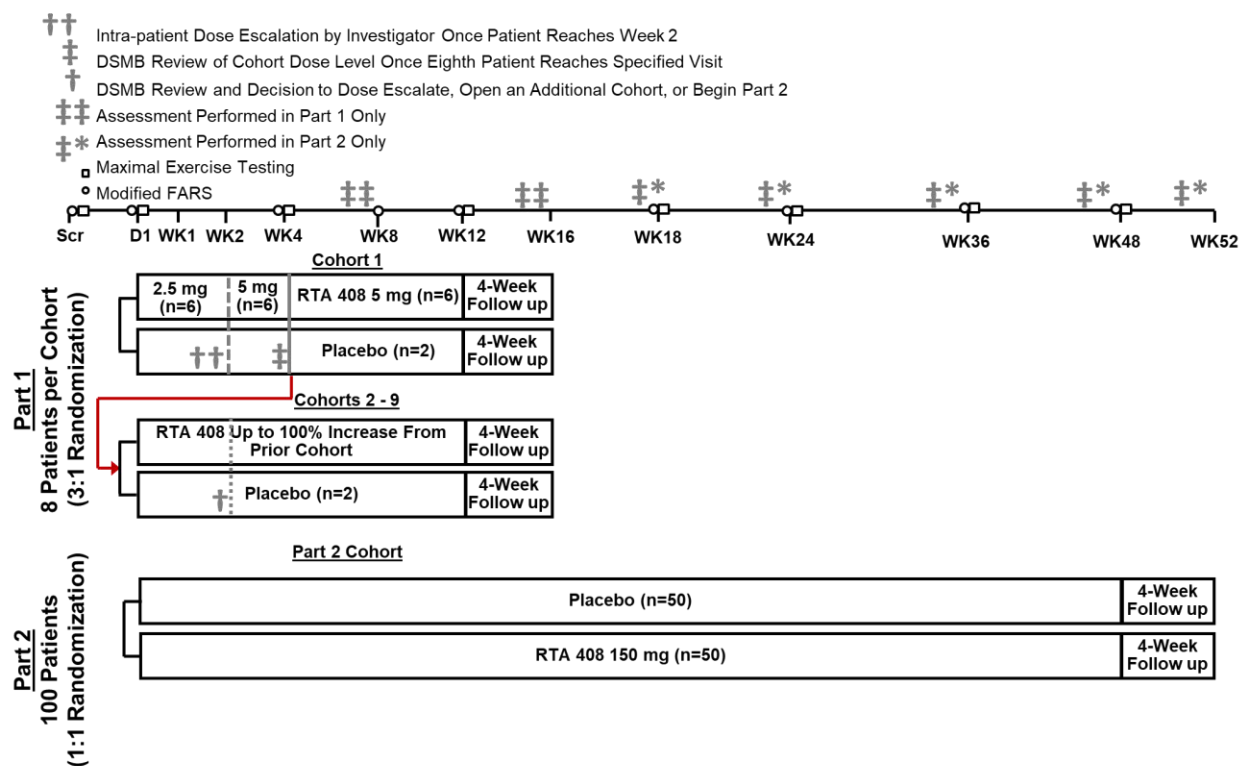 †† Intra-patient Dose Escalation by Investigator Once Patient Reaches Week 2
‡ DSMB Review of Cohort Dose Level Once Eighth Patient Reaches Specified Visit
† DSMB Review and Decision to Dose Escalate, Open an Additional Cohort, or Begin Part 2
‡‡ Assessment Performed in Part 1 Only
‡* Assessment Performed in Part 2 Only
Maximal Exercise Testing
Modified FARS
‡‡ ‡‡ ‡* ‡* ‡* ‡* ‡*
Scr D1 WK1 WK2 WK4 WK8 WK12 WK16 WK18 WK24 WK36 WK48 WK52
Part 1
8 Patients per Cohort
(3:1 Randomization)
Cohort 1
2.5 mg
(n=6)
5 mg
(n=6)
RTA 408 5 mg (n=6)
4-Week
Follow up
†† ‡ Placebo (n=2)
4-Week
Follow up
Cohorts 2 - 9
RTA 408 Up to 100% Increase From
Prior Cohort
4-Week
Follow up
† Placebo (n=2)
4-Week
Follow up
Part 2
100 Patients
(1:1 Randomization)
Part 2 Cohort
Placebo (n=50)
4-Week
Follow up
RTA 408 150 mg (n=50)
4-Week
Follow up